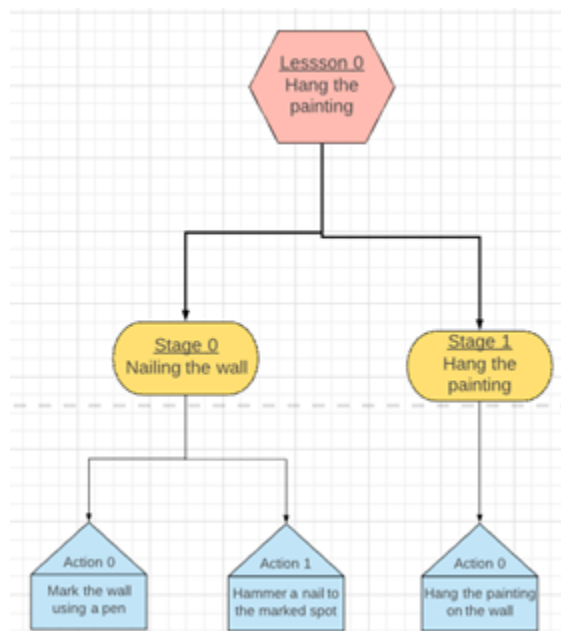 Lessson 0
Hang the
painting
Stage 0
Nailing the wall
Stage 1
Hang the
painting
Action 0
Mark the wall
using a pen
Action 1
Hammer a nail to
the marked spot
Action 0
Hang the painting
on the wall